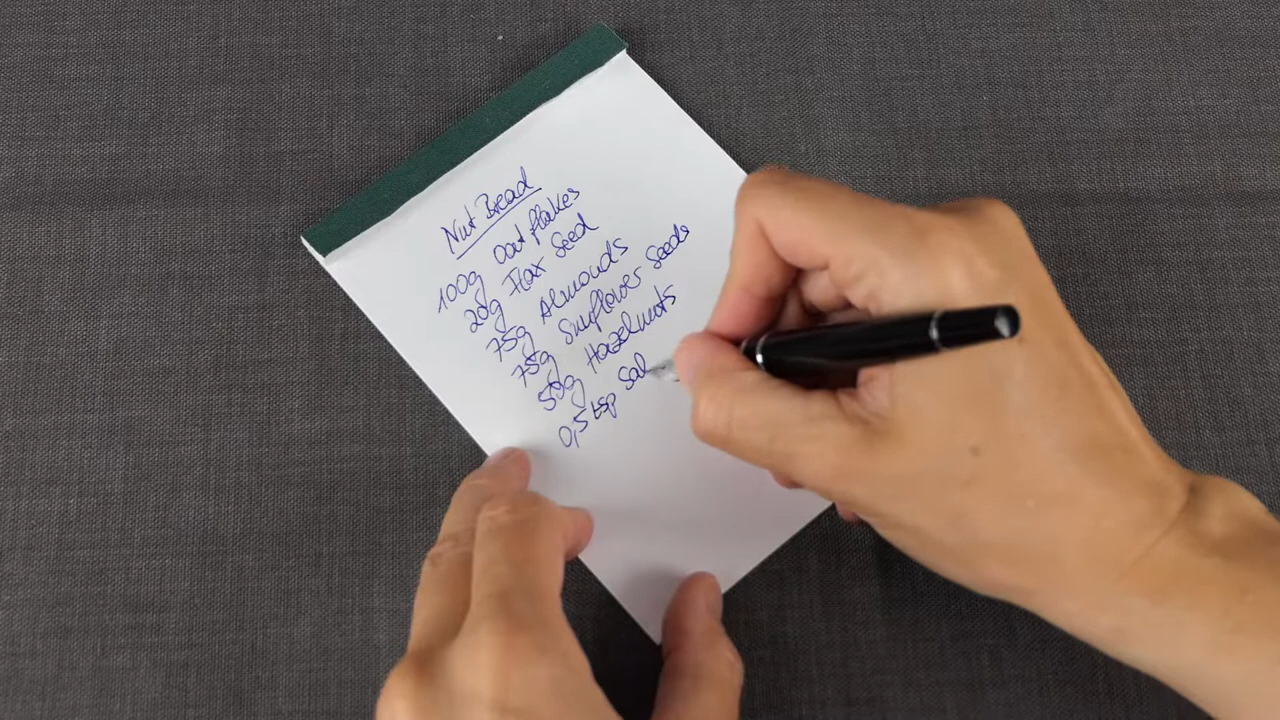 Nut Bread
100g Oat flakes
20g Flax Seed
75g Almonds
75g Sunflower Seeds
50g Hazelnuts
0,5 tsp Sal